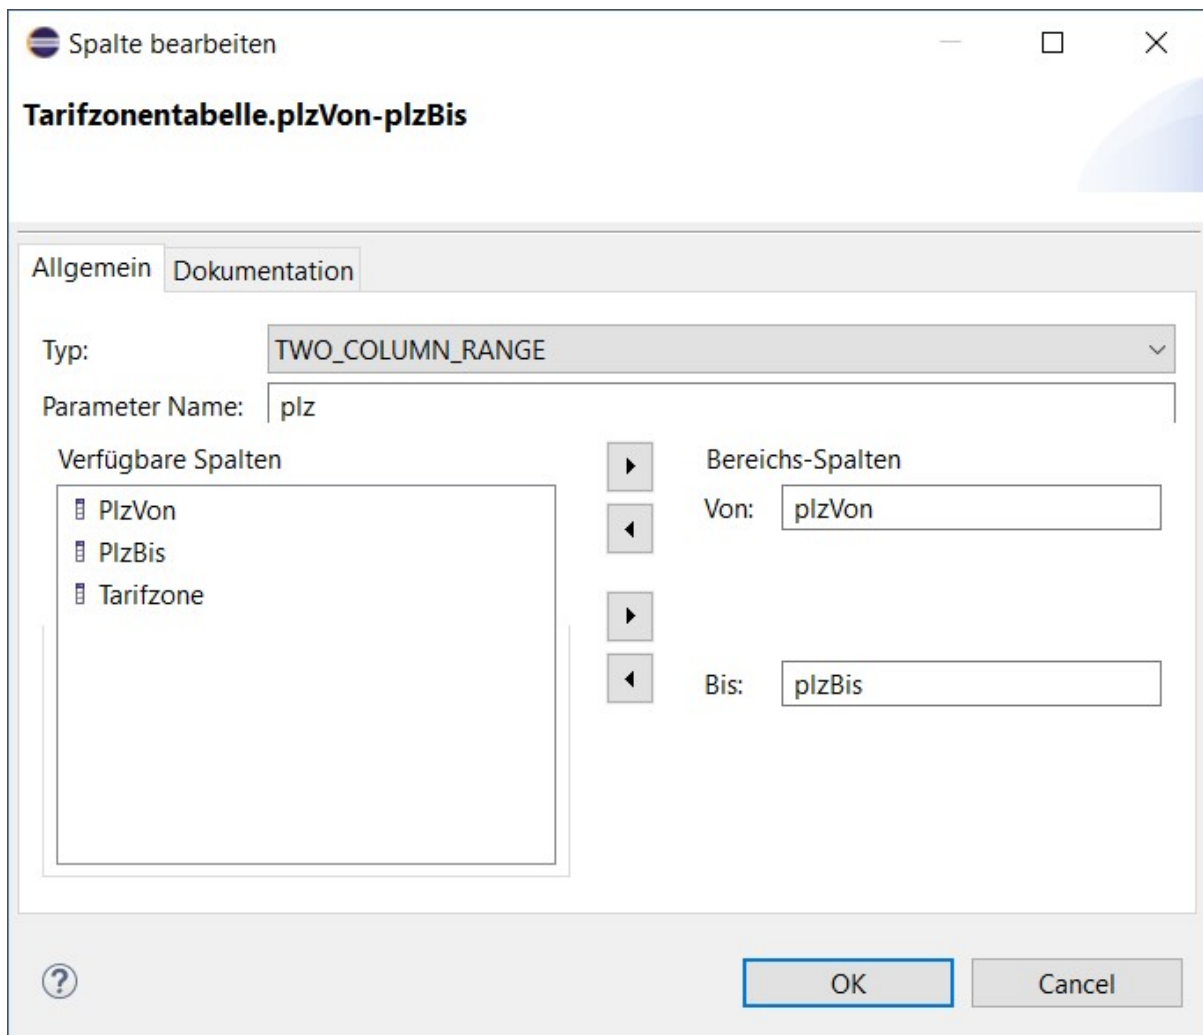 Spalte bearbeiten
Tarifzonentabelle.plzVon-plzBis
Allgemein Dokumentation
Typ: TWO_COLUMN_RANGE
Parameter Name: plz
Verfügbare Spalten Bereichs-Spalten
PlzVon Von: plzVon
PlzBis
Tarifzone
Bis: plzBis
? OK Cancel